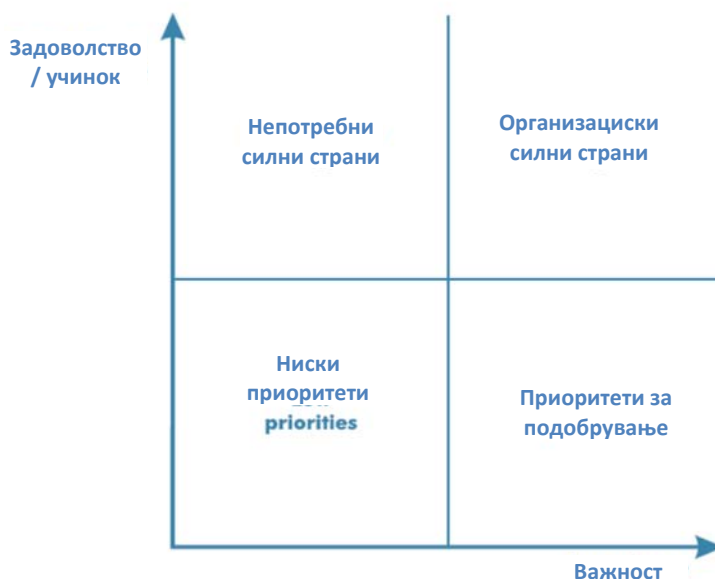 Задоволство
/ учинок
Непотребни
силни страни
Организациски
силни страни
Ниски
приоритети
priorities
Приоритети за
подобрување
Важност